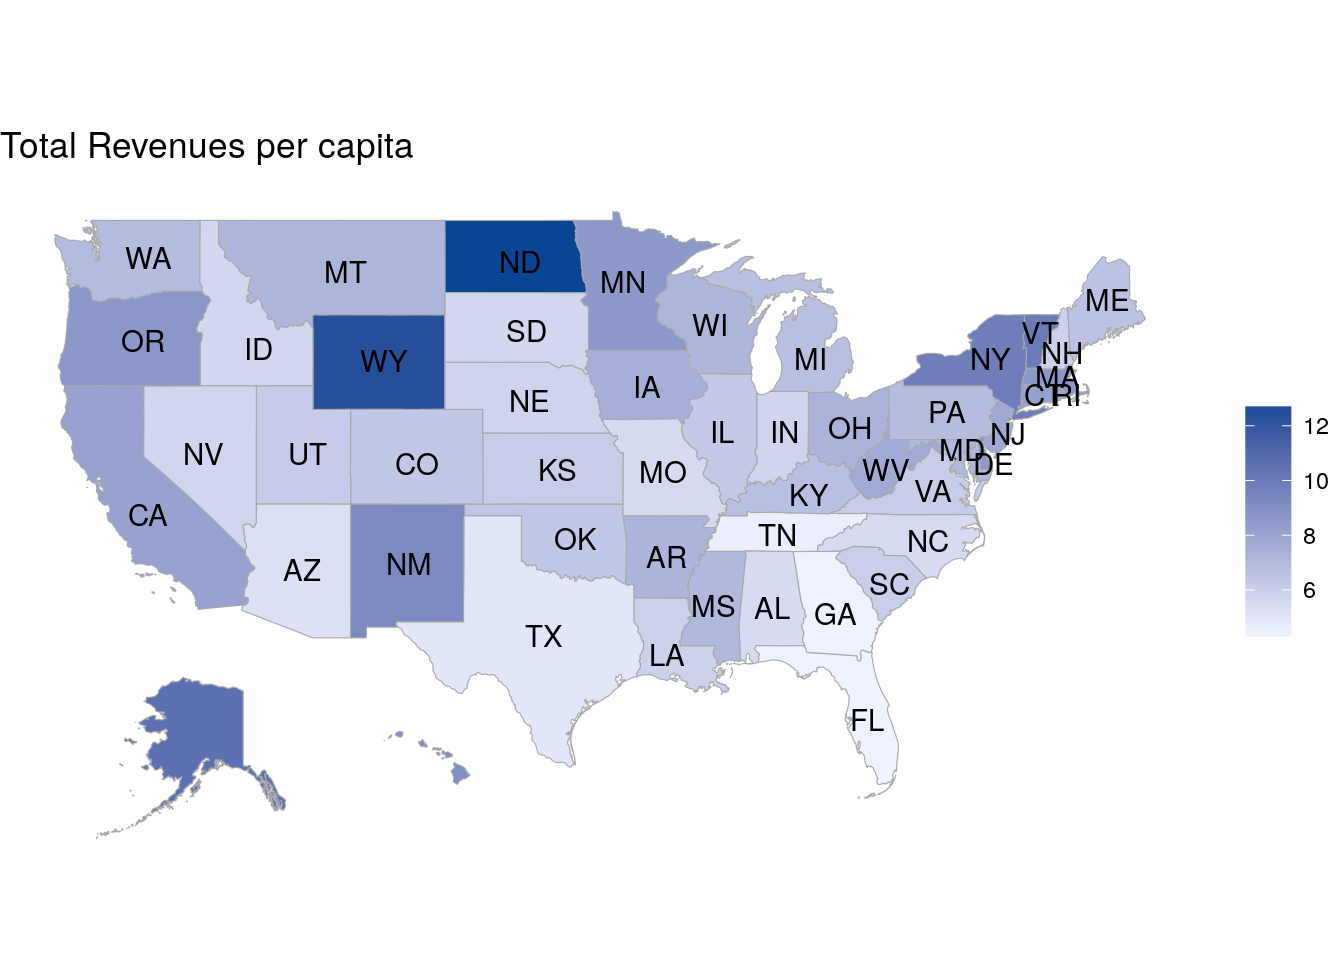 Total Revenues per capita
WA
MT
ND
MN
ME
OR
ID
WY
SD
WI
MI
NY
VT
NH
MA
CT
RI
NE
IA
PA
NJ
NV
UT
CO
KS
MO
IL
IN
OH
WV
MD
DE
VA
KY
CA
AZ
NM
OK
AR
TN
NC
SC
TX
LA
MS
AL
GA
FL
12
10
8
6